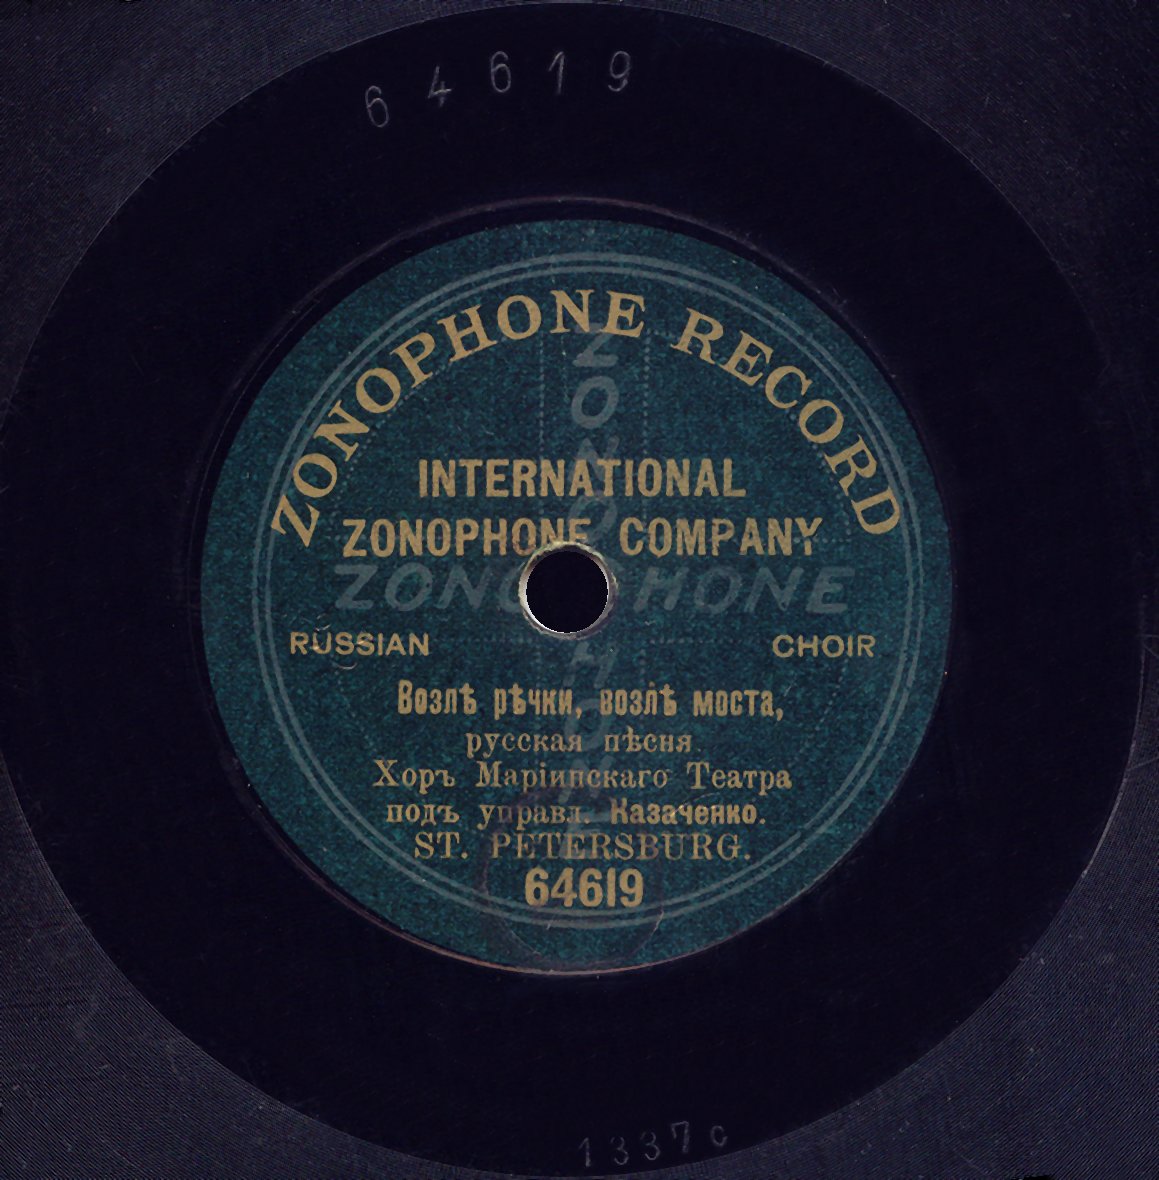 64619
ZONOPHONE RECORD
ZONOPHONE
INTERNATIONAL
ZONOPHONE COMPANY
ZONOPHONE
RUSSIAN CHOIR
Возлѣ рѣчки, возлѣ моста,
русская пѣсня.
Хоръ Маріинскаго Театра
подъ управл. Казаченко.
ST. PETERSBURG.
64619
1337c